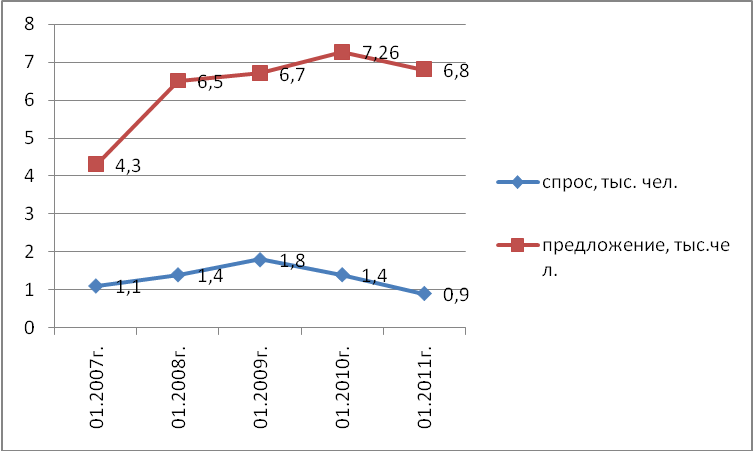 8
7
6
5
4
3
2
1
0
4,3
6,5
6,7
7,26
6,8
1,1
1,4
1,8
1,4
0,9
01.2007г.
01.2008г.
01.2009г.
01.2010г.
01.2011г.
спрос, тыс. чел.
предложение, тыс.че
л.